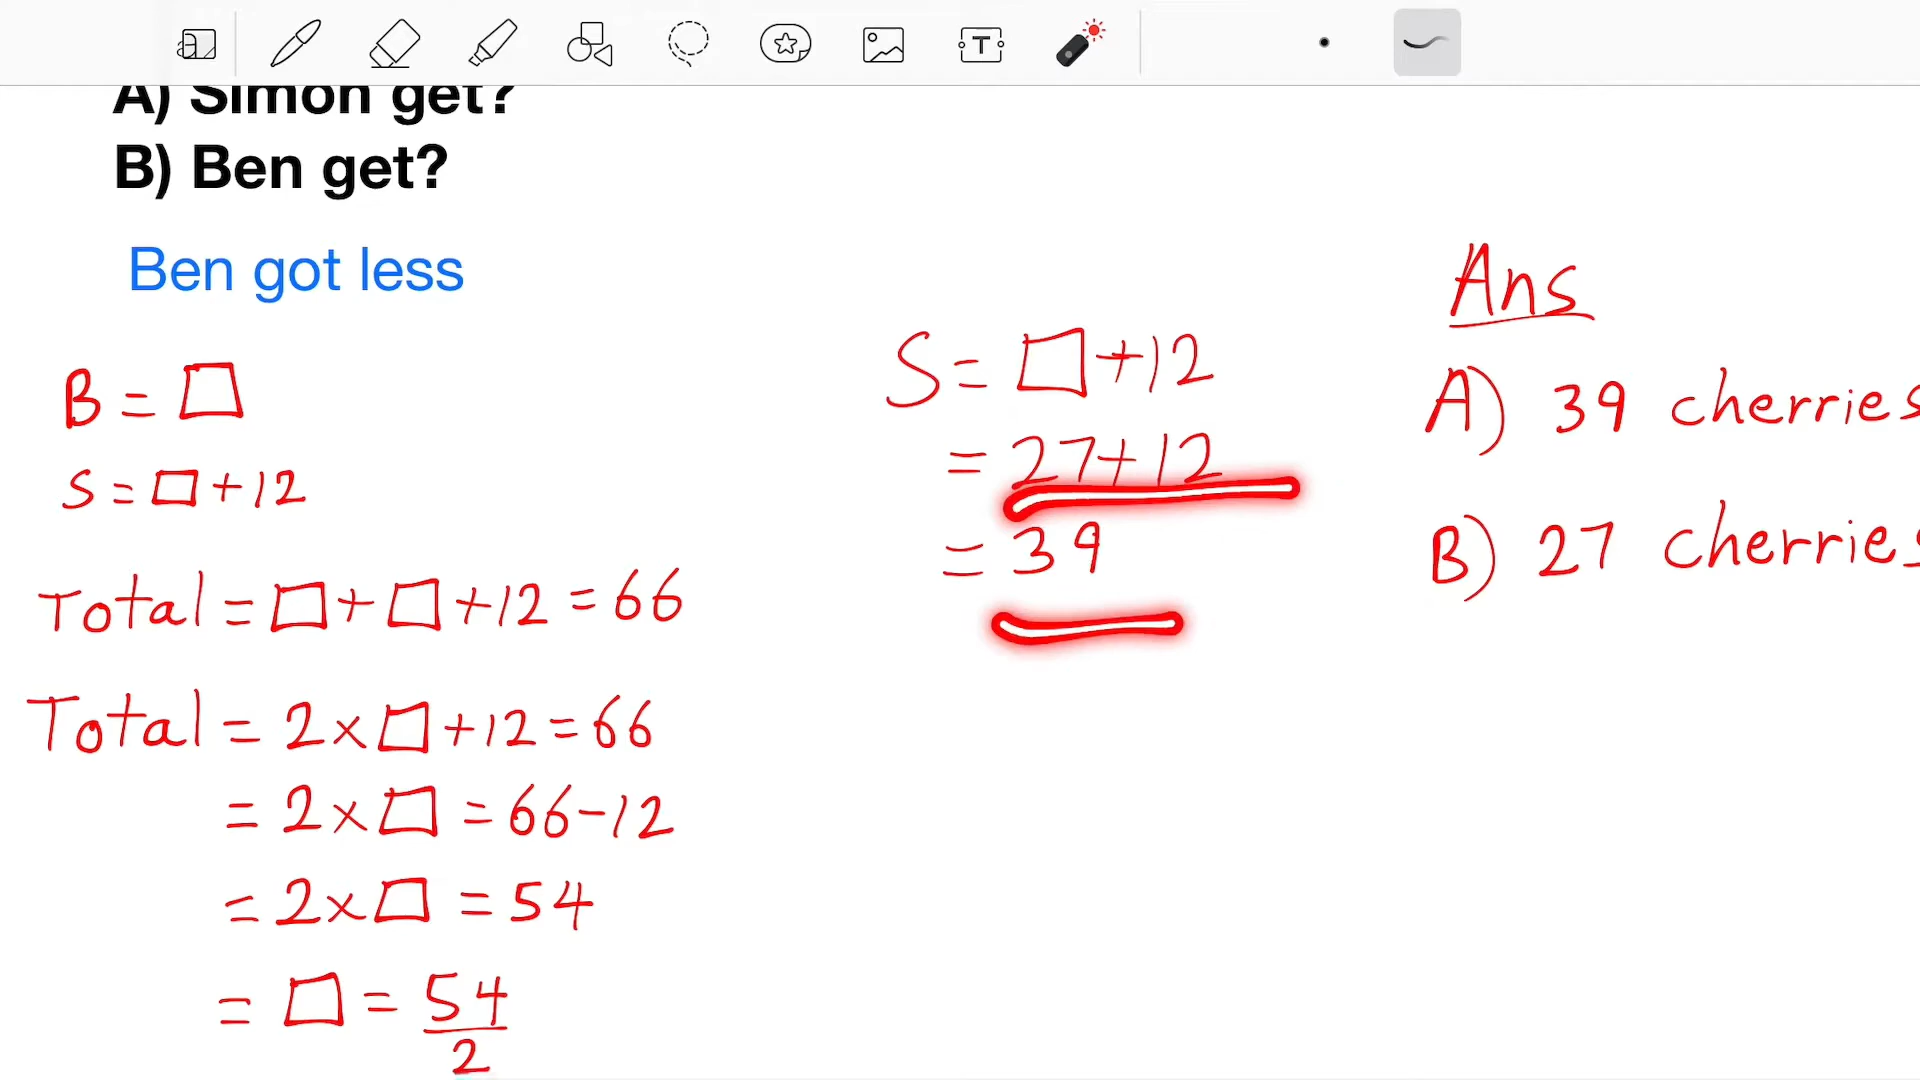 A) Simon get?
B) Ben get?
Ben got less
B = □
S = □ + 12
Total = □ + □ + 12 = 66
Total = 2 × □ + 12 = 66
= 2 × □ = 66 - 12
= 2 × □ = 54
= □ = 54
2
S = □ + 12
= 27 + 12
= 39
Ans
A) 39 cherries
B) 27 cherries